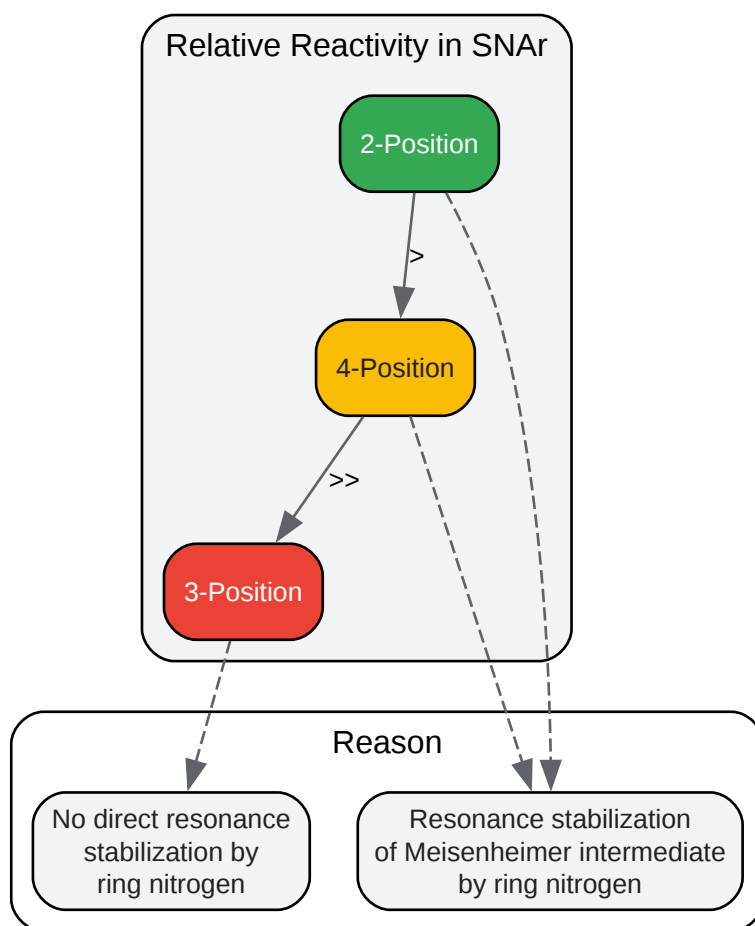 Relative Reactivity in SNAr
2-Position
>
4-Position
>>
3-Position
Reason
No direct resonance
stabilization by
ring nitrogen
Resonance stabilization
of Meisenheimer intermediate
by ring nitrogen